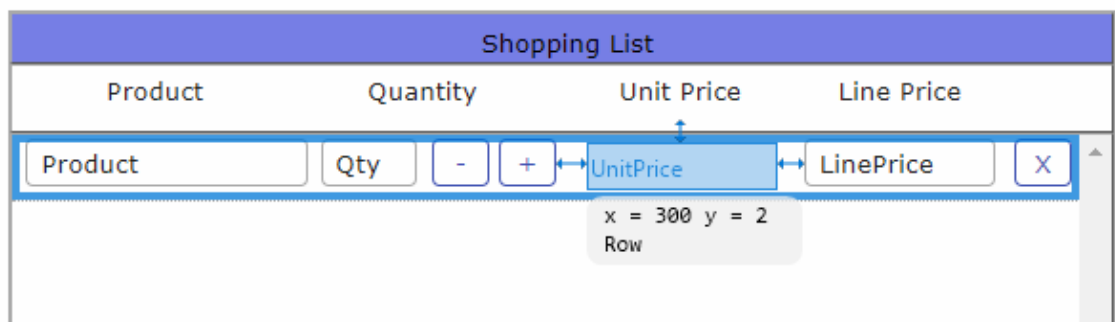 Shopping List
Product Quantity Unit Price Line Price
Product Qty - + UnitPrice LinePrice X
x = 300 y = 2
Row